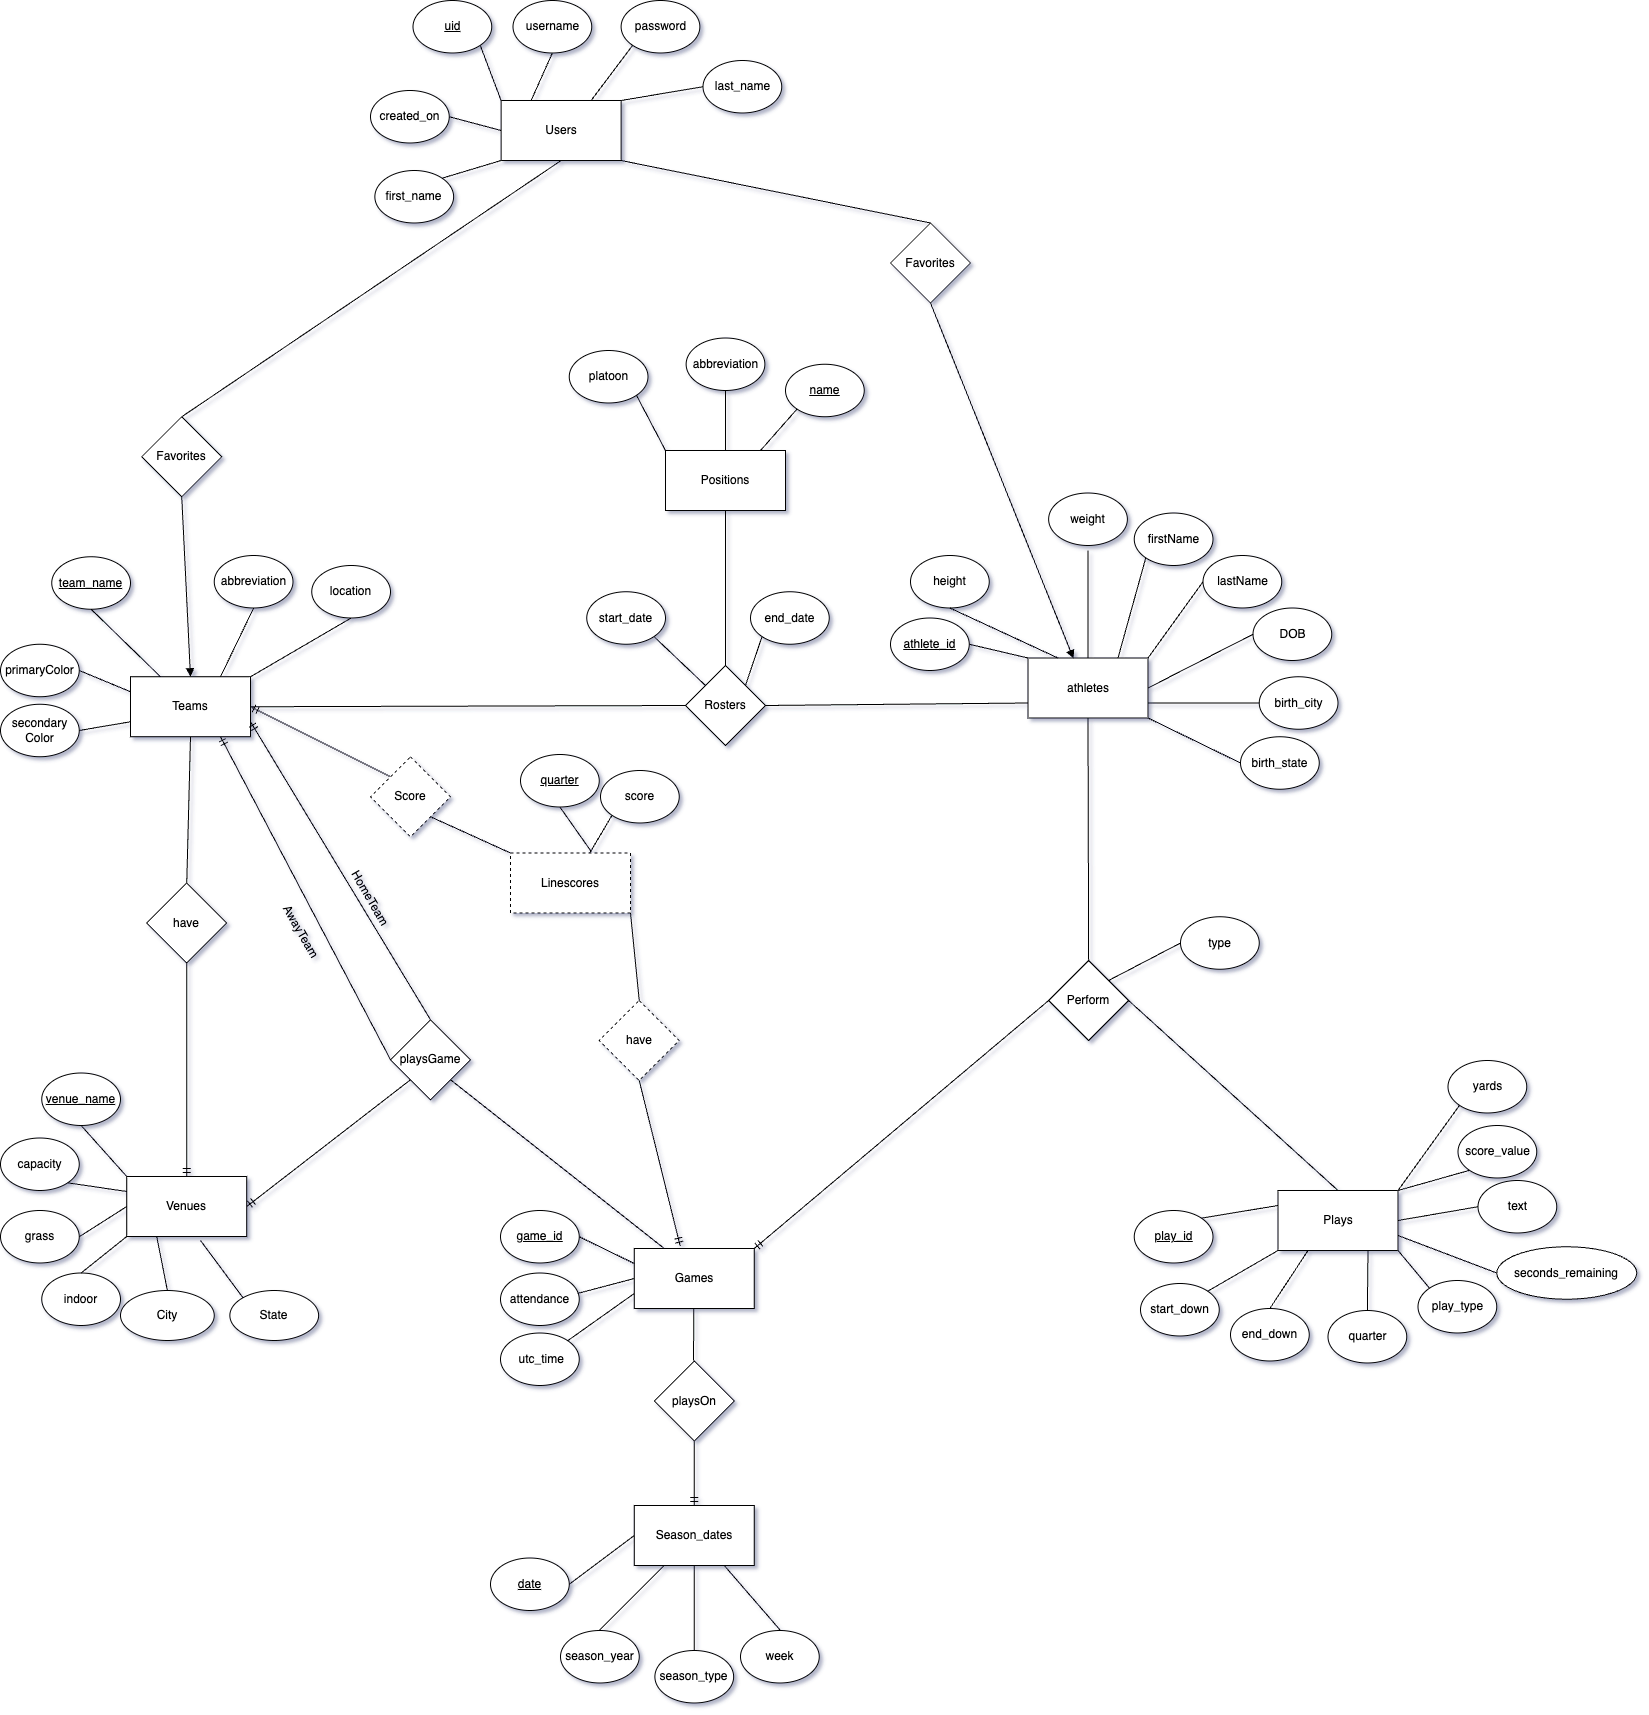 uid
username
password
last_name
created_on
Users
first_name
Favorites
platoon
abbreviation
name
Favorites
Positions
weight
firstName
team_name
abbreviation
location
height
lastName
start_date
end_date
athlete_id
DOB
primaryColor
Teams
Rosters
athletes
birth_city
secondary
Color
birth_state
Score
quarter
score
Linescores
HomeTeam
AwayTeam
have
type
have
Perform
playsGame
venue_name
yards
capacity
score_value
Venues
text
grass
game_id
Plays
play_id
Games
seconds_remaining
indoor
City
State
attendance
start_down
play_type
end_down
quarter
utc_time
playsOn
Season_dates
date
season_year
season_type
week